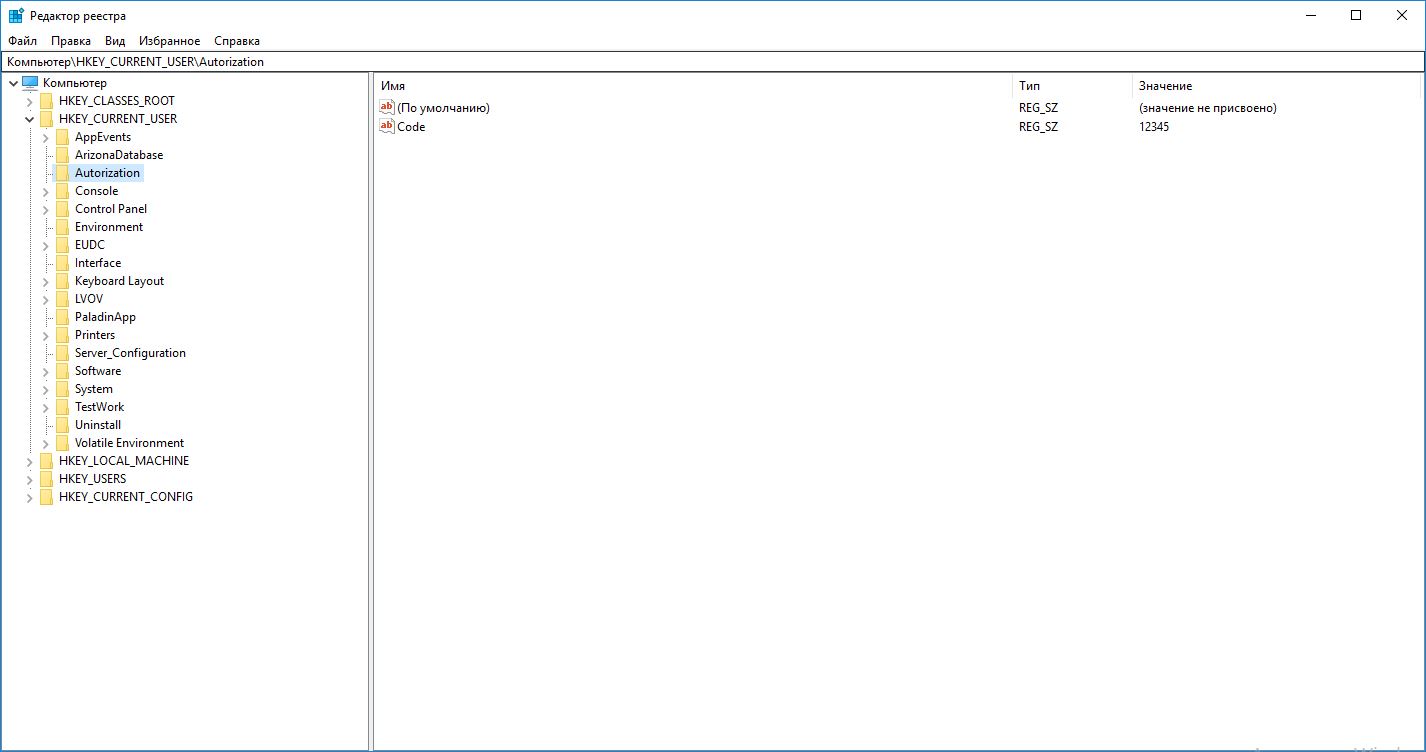 Редактор реестра
Файл Правка Вид Избранное Справка
Компьютер\HKEY_CURRENT_USER\Autorization
Компьютер
HKEY_CLASSES_ROOT
HKEY_CURRENT_USER
AppEvents
ArizonaDatabase
Autorization
Console
Control Panel
Environment
EUDC
Interface
Keyboard Layout
LVOV
PaladinApp
Printers
Server_Configuration
Software
System
TestWork
Uninstall
Volatile Environment
HKEY_LOCAL_MACHINE
HKEY_USERS
HKEY_CURRENT_CONFIG
Имя Тип Значение
(По умолчанию) REG_SZ (значение не присвоено)
Code REG_SZ 12345